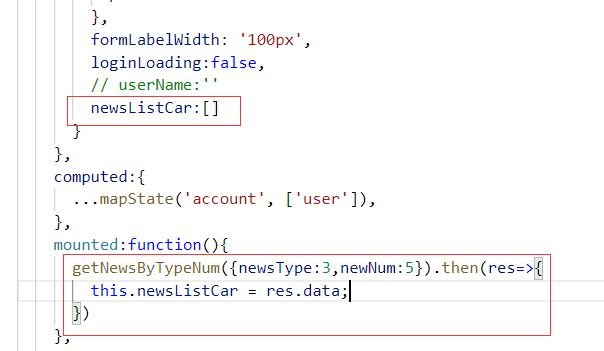 },
formLabelWidth: '100px',
loginLoading:false,
// userName:''
newsListCar:[]
}
},
computed:{
...mapState('account', ['user']),
},
mounted:function(){
getNewsByTypeNum({newsType:3,newNum:5}).then(res=>{
this.newsListCar = res.data;
})
},